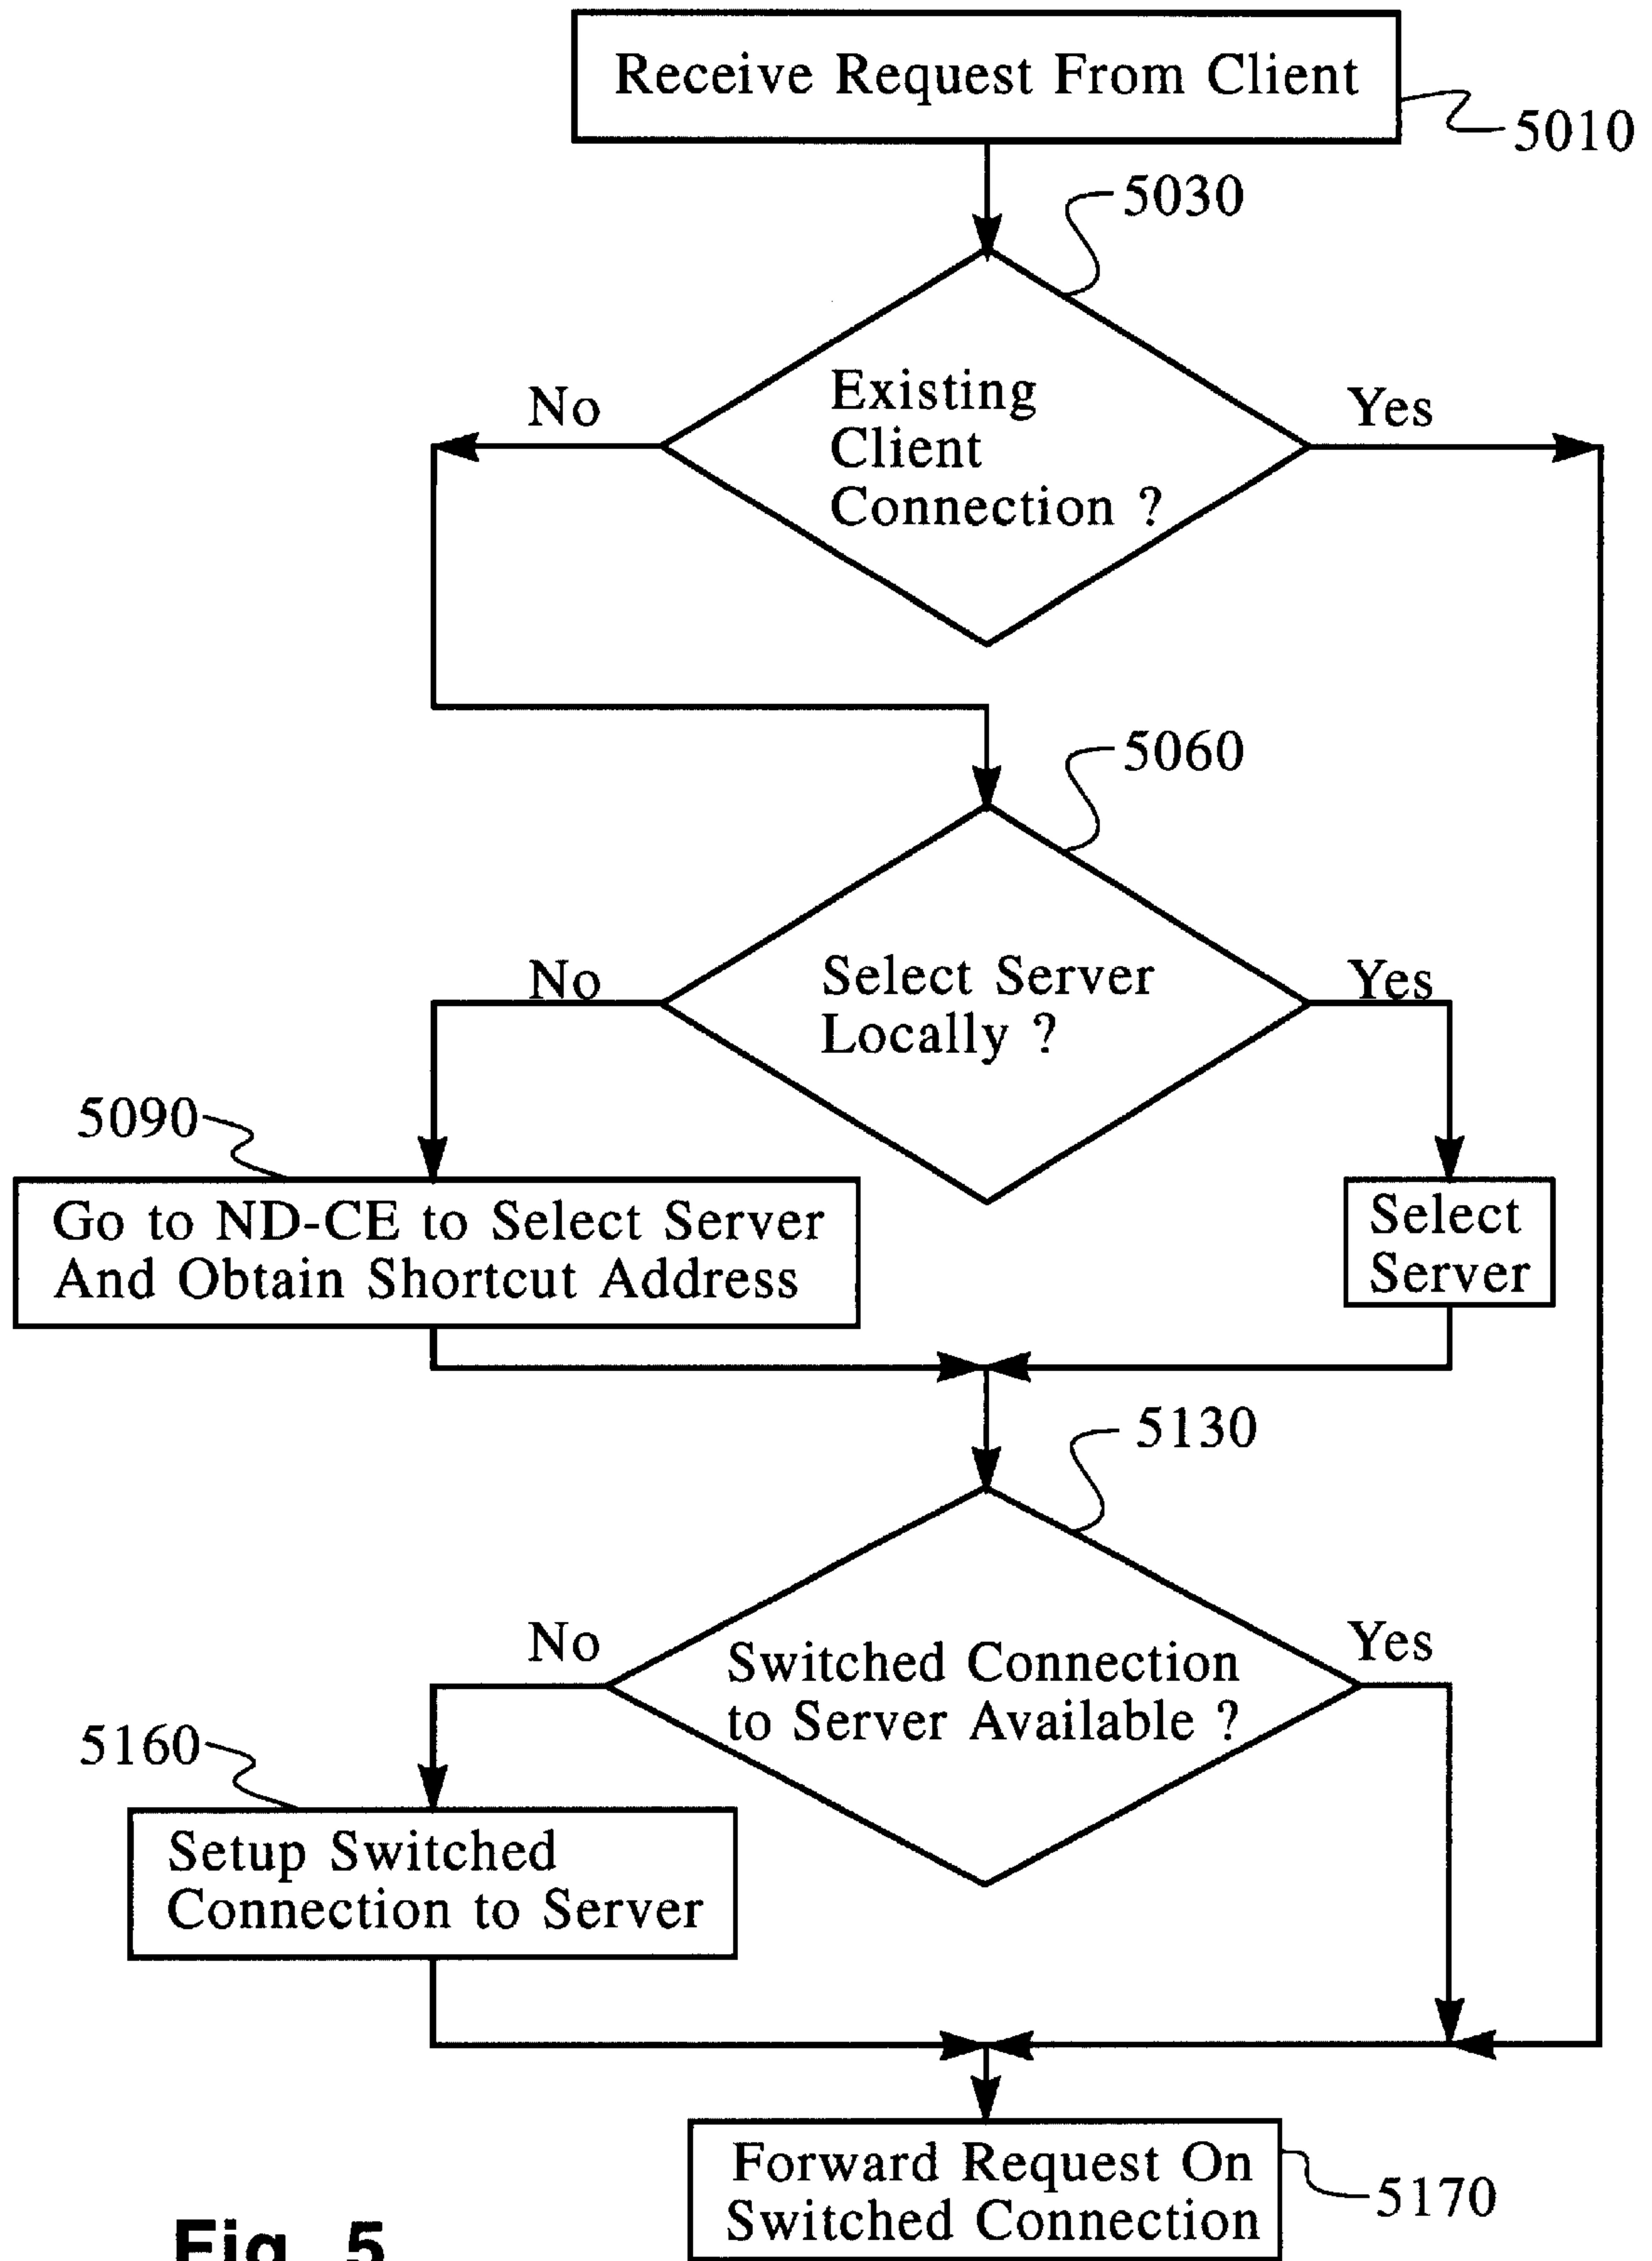 Receive Request From Client
5010
5030
Existing
Client
Connection ?
No
Yes
5060
Select Server
Locally ?
No
Yes
5090
Go to ND-CE to Select Server
And Obtain Shortcut Address
Select
Server
5130
Switched Connection
to Server Available ?
No
Yes
5160
Setup Switched
Connection to Server
Forward Request On
Switched Connection
5170
Fig. 5